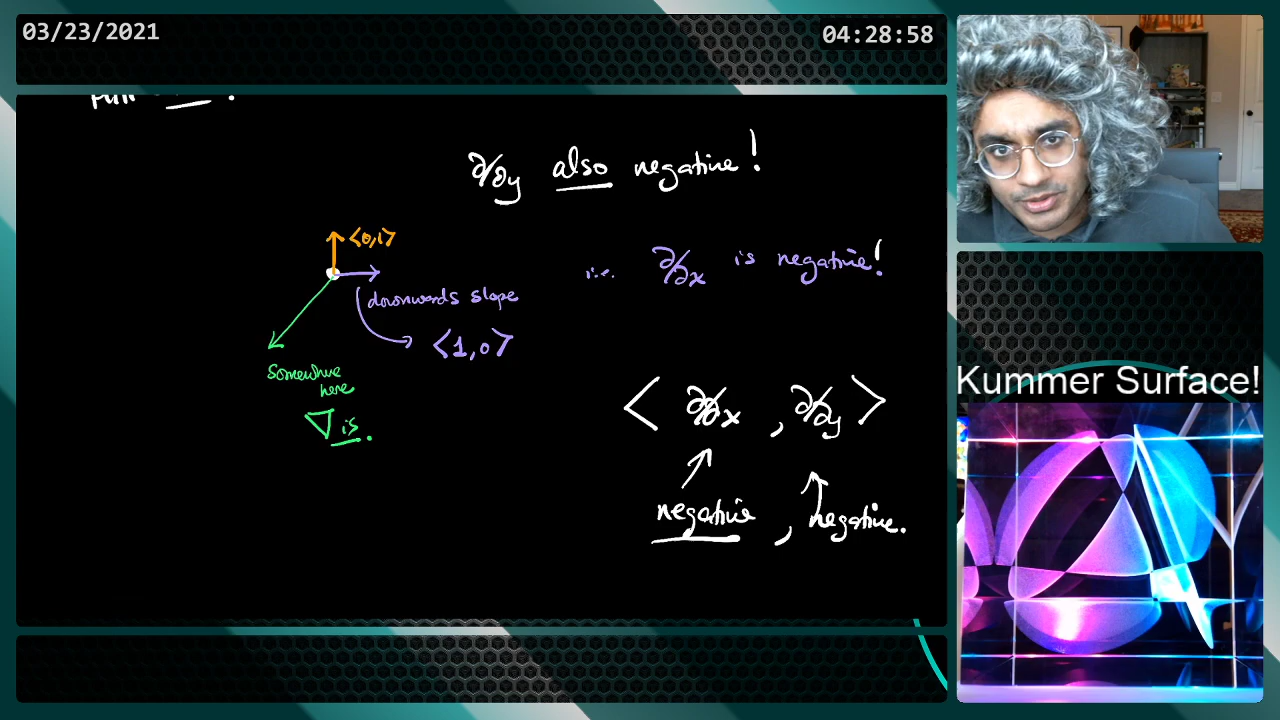 03/23/2021
04:28:58
∂/∂y also negative!
<0,1>
i.e. ∂/∂x is negative!
downwards slope
<1,0>
Somewhere
here
∇ is.
< ∂/∂x , ∂/∂y >
negative , negative.
Kummer Surface!